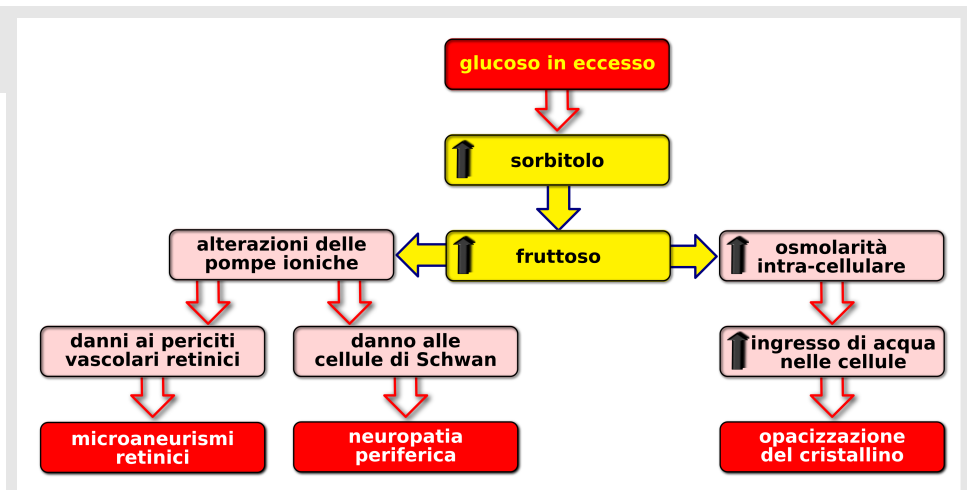 glucoso in eccesso
sorbitolo
alterazioni delle
pompe ioniche
fruttoso
osmolarità
intra-cellulare
danni ai periciti
vascolari retinici
danno alle
cellule di Schwan
ingresso di acqua
nelle cellule
microaneurismi
retinici
neuropatia
periferica
opacizzazione
del cristallino